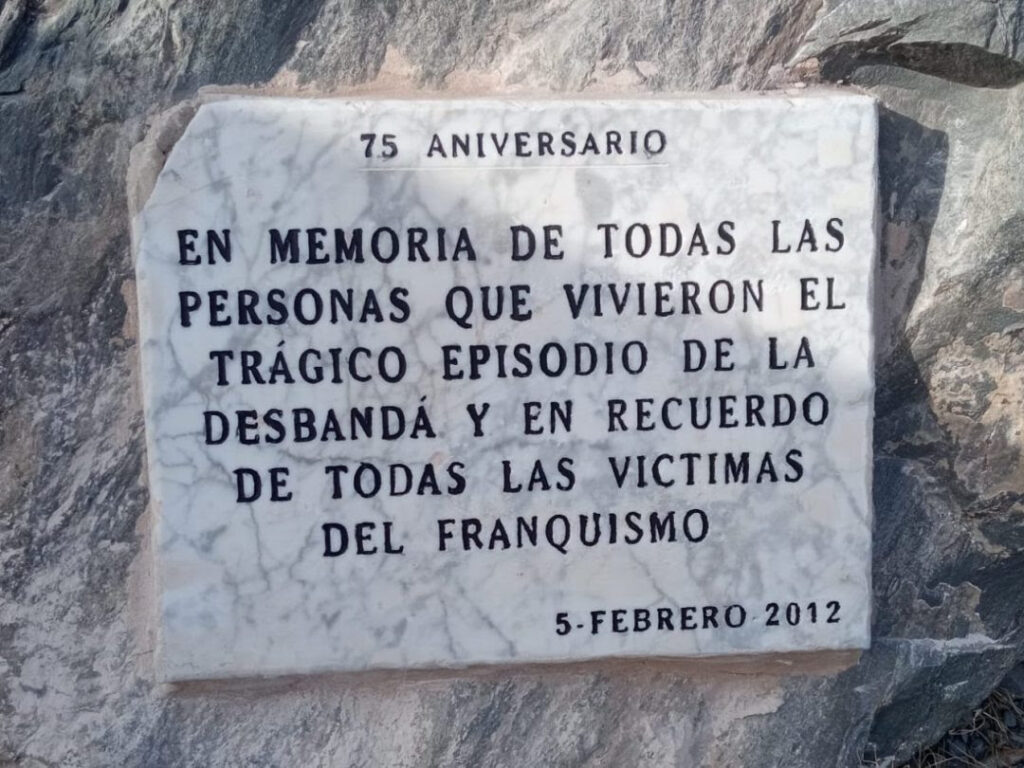 75 ANIVERSARIO
EN MEMORIA DE TODAS LAS
PERSONAS QUE VIVIERON EL
TRÁGICO EPISODIO DE LA
DESBANDÁ Y EN RECUERDO
DE TODAS LAS VICTIMAS
DEL FRANQUISMO
5-FEBRERO-2012